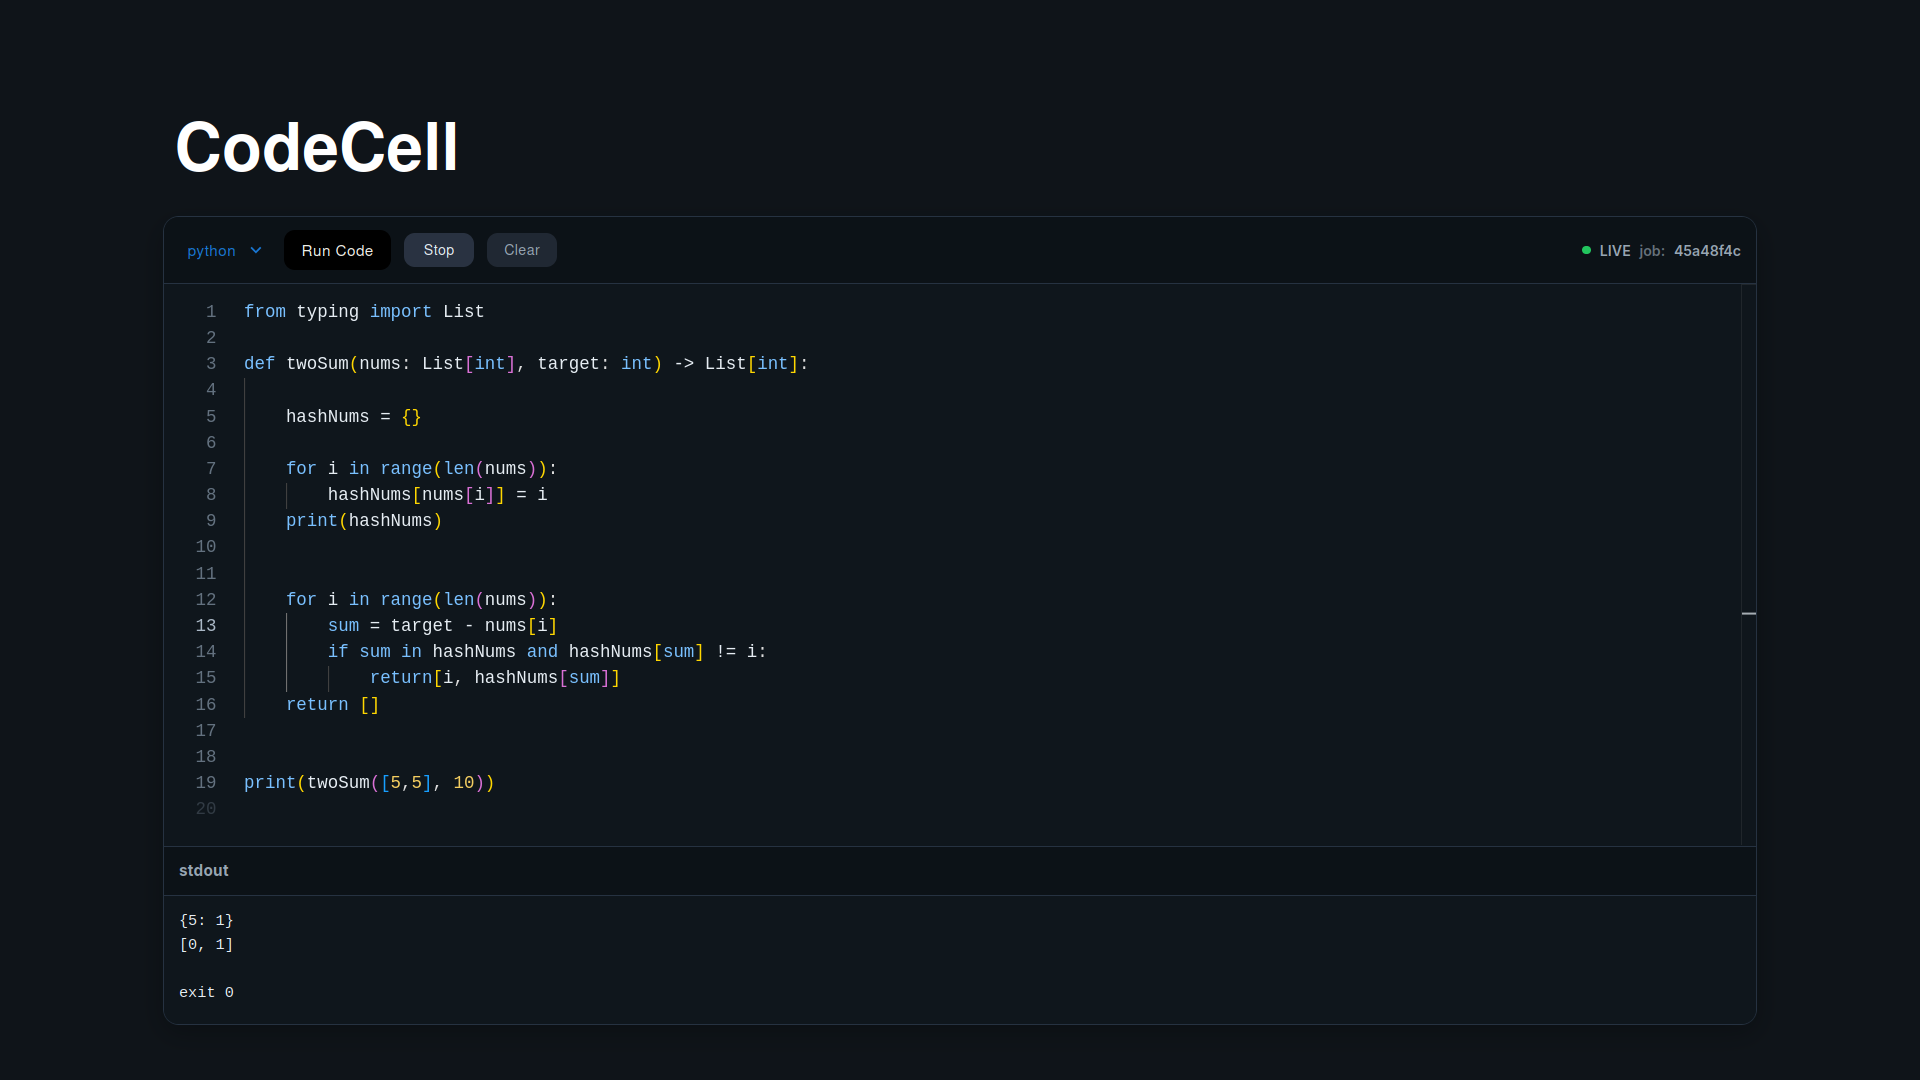 CodeCell
python Run Code Stop Clear LIVE job: 45a48f4c
1 from typing import List
2
3 def twoSum(nums: List[int], target: int) -> List[int]:
4
5     hashNums = {}
6
7     for i in range(len(nums)):
8         hashNums[nums[i]] = i
9     print(hashNums)
10
11
12     for i in range(len(nums)):
13         sum = target - nums[i]
14         if sum in hashNums and hashNums[sum] != i:
15             return[i, hashNums[sum]]
16     return []
17
18
19 print(twoSum([5,5], 10))
20
stdout
{5: 1}
[0, 1]
exit 0